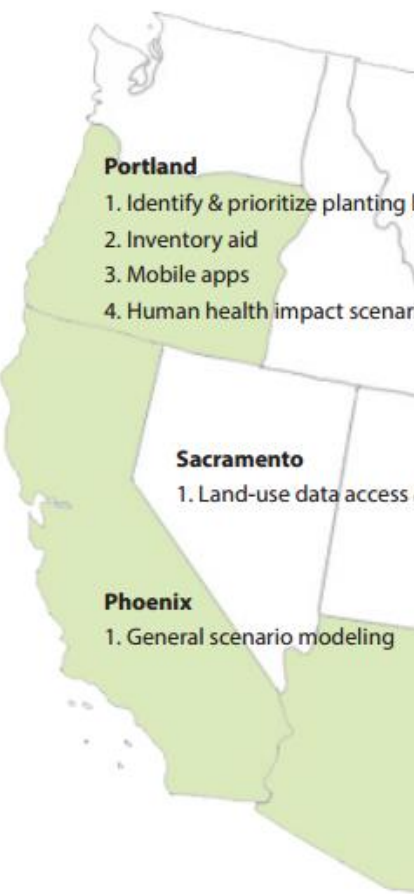 Portland
1. Identify & prioritize planting
2. Inventory aid
3. Mobile apps
4. Human health impact scenar
Sacramento
1. Land-use data access
Phoenix
1. General scenario modeling